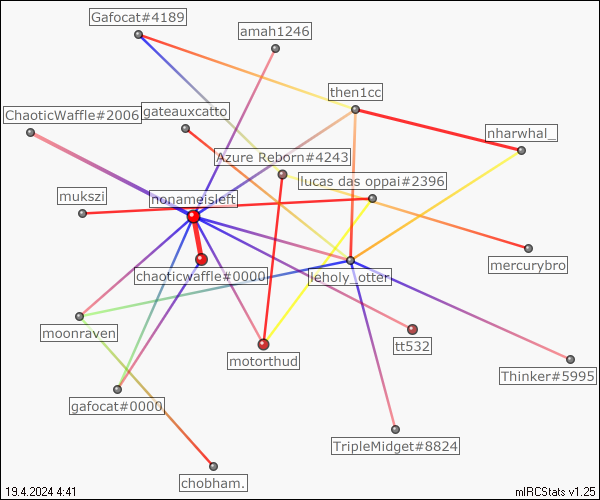 Gafocat#4189
amah1246
then1cc
ChaoticWaffle#2006
gateauxcatto
nharwhal_
Azure Reborn#4243
lucas das oppai#2396
mukszi
nonameisleft
mercurybro
chaoticwaffle#0000
leholy_otter
moonraven
tt532
motorthud
Thinker#5995
gafocat#0000
TripleMidget#8824
chobham.
19.4.2024 4:41
mIRCStats v1.25